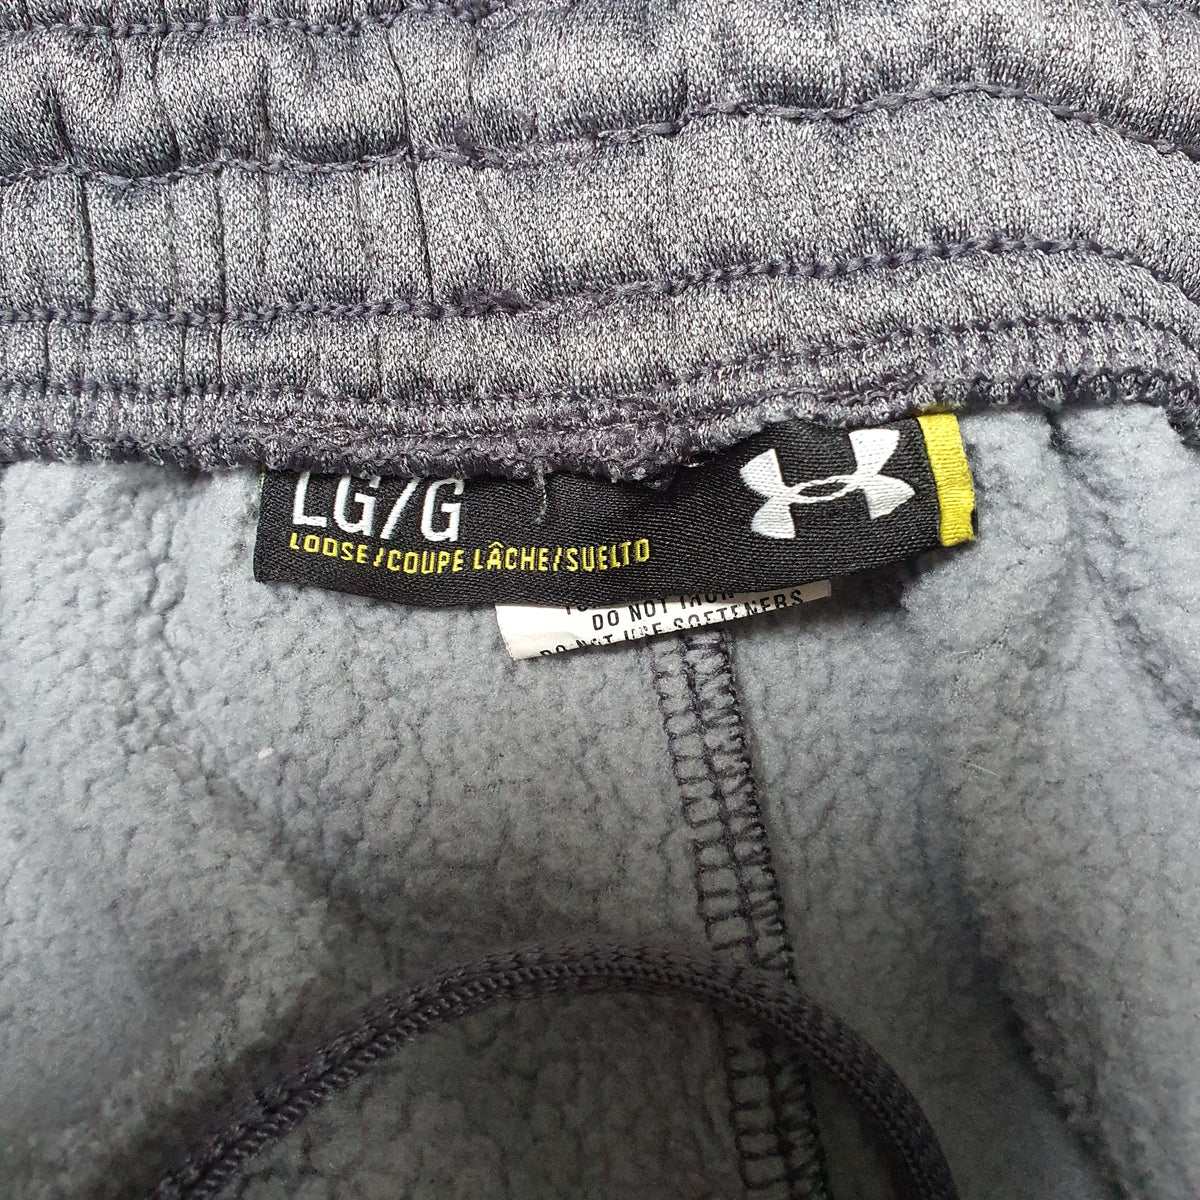 LG/G
LOOSE/COUPE LÂCHE/SUELTO
DO NOT IRON
DO NOT USE SOFTENERS